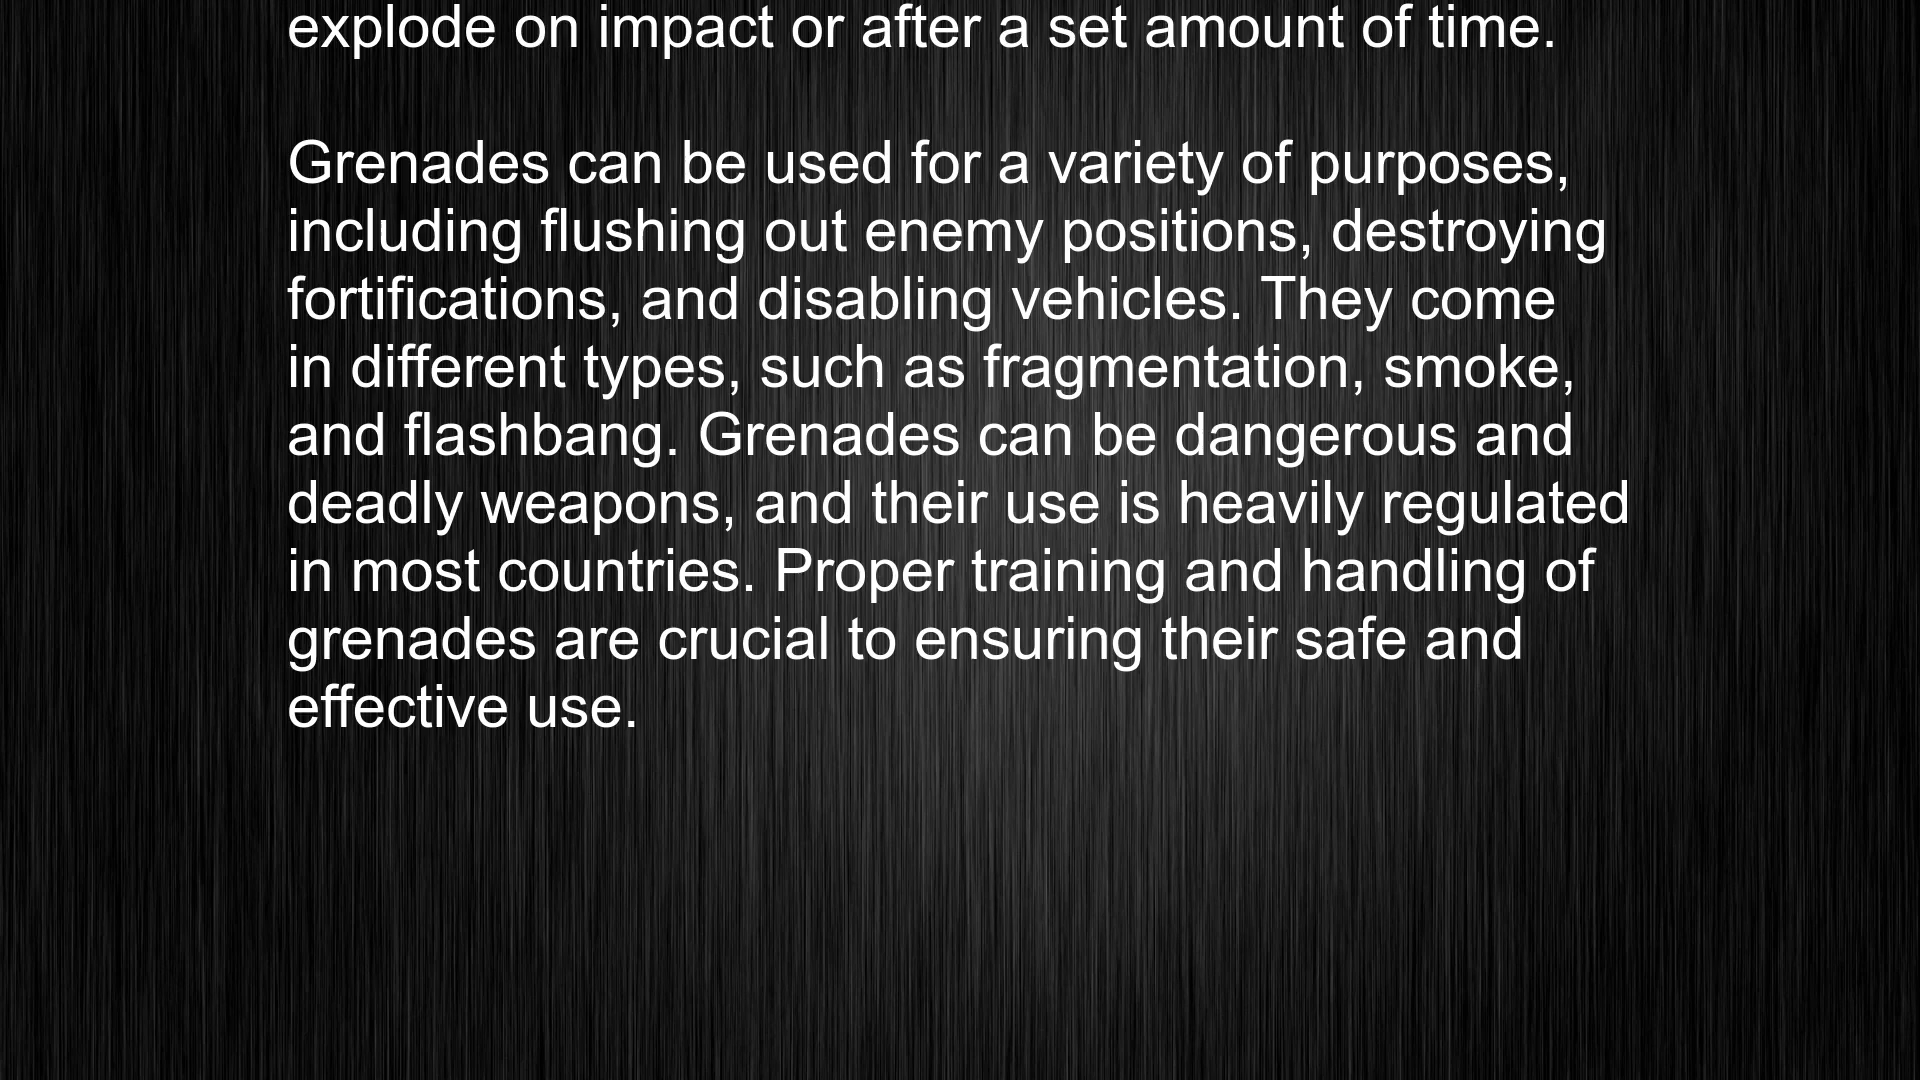 explode on impact or after a set amount of time.
Grenades can be used for a variety of purposes,
including flushing out enemy positions, destroying
fortifications, and disabling vehicles. They come
in different types, such as fragmentation, smoke,
and flashbang. Grenades can be dangerous and
deadly weapons, and their use is heavily regulated
in most countries. Proper training and handling of
grenades are crucial to ensuring their safe and
effective use.